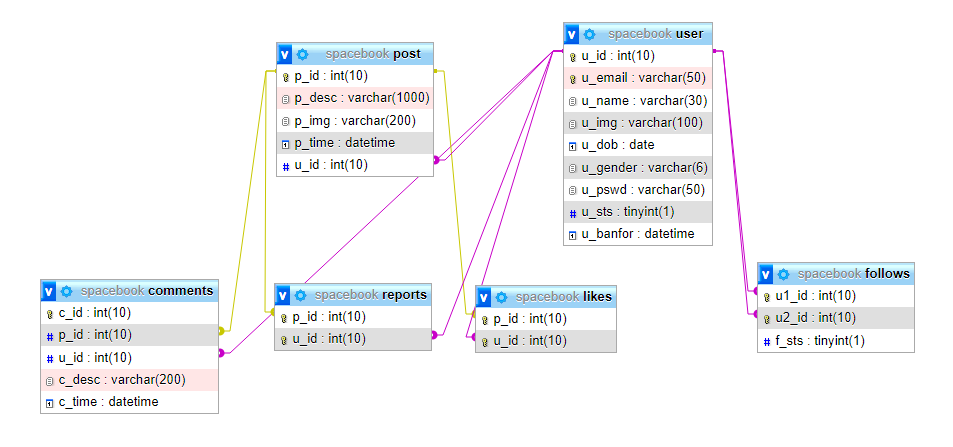 v spacebook post
p_id : int(10)
p_desc : varchar(1000)
p_img : varchar(200)
p_time : datetime
# u_id : int(10)
v spacebook user
u_id : int(10)
u_email : varchar(50)
u_name : varchar(30)
u_img : varchar(100)
u_dob : date
u_gender : varchar(6)
u_pswd : varchar(50)
# u_sts : tinyint(1)
u_banfor : datetime
v spacebook comments
c_id : int(10)
# p_id : int(10)
# u_id : int(10)
c_desc : varchar(200)
c_time : datetime
v spacebook reports
p_id : int(10)
u_id : int(10)
v spacebook likes
p_id : int(10)
u_id : int(10)
v spacebook follows
u1_id : int(10)
u2_id : int(10)
# f_sts : tinyint(1)